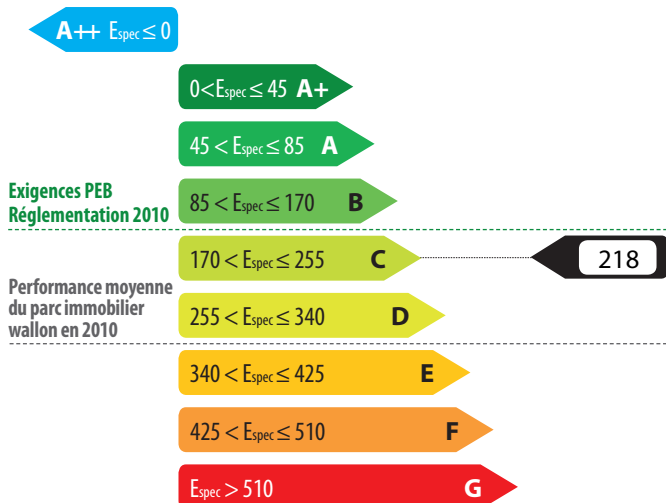 A++ Espec ≤ 0
0 < Espec ≤ 45 A+
45 < Espec ≤ 85 A
Exigences PEB
Réglementation 2010
85 < Espec ≤ 170 B
170 < Espec ≤ 255 C
218
Performance moyenne
du parc immobilier
wallon en 2010
255 < Espec ≤ 340 D
340 < Espec ≤ 425 E
425 < Espec ≤ 510 F
Espec > 510 G